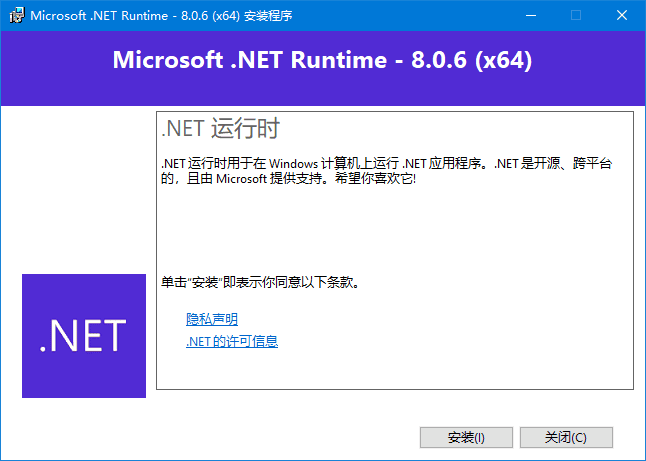 Microsoft .NET Runtime - 8.0.6 (x64) 安装程序
Microsoft .NET Runtime - 8.0.6 (x64)
.NET 运行时
.NET 运行时用于在 Windows 计算机上运行 .NET 应用程序。.NET 是开源、跨平台
的，且由 Microsoft 提供支持。希望你喜欢它!
单击“安装”即表示你同意以下条款。
隐私声明
.NET 的许可信息
.NET
安装(I)
关闭(C)